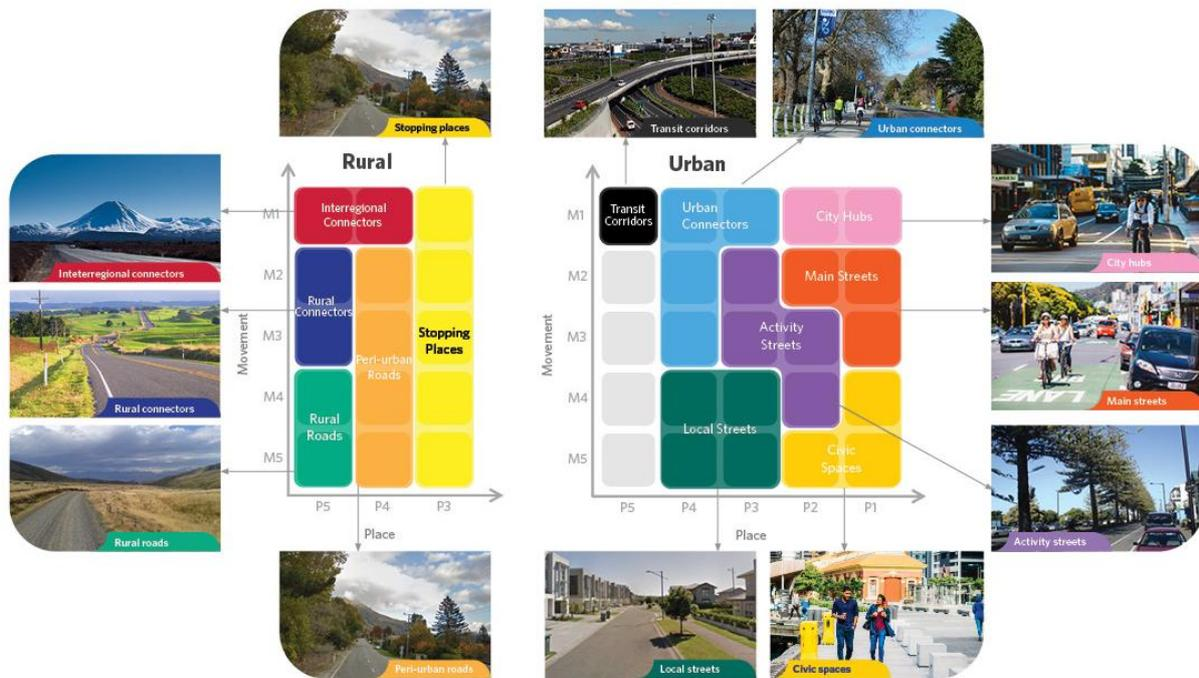 Stopping places
Transit corridors
Urban connectors
Rural
Urban
Inteterregional connectors
Rural connectors
Rural roads
City hubs
Main streets
LANE
Activity streets
Movement
M1
M2
M3
M4
M5
Interregional
Connectors
Rural
Connectors
Peri-urban
Roads
Stopping
Places
Rural
Roads
P5
P4
P3
Place
Movement
M1
M2
M3
M4
M5
Transit
Corridors
Urban
Connectors
City Hubs
Main Streets
Activity
Streets
Local Streets
Civic
Spaces
P5
P4
P3
P2
P1
Place
Peri-urban roads
Local streets
Civic spaces